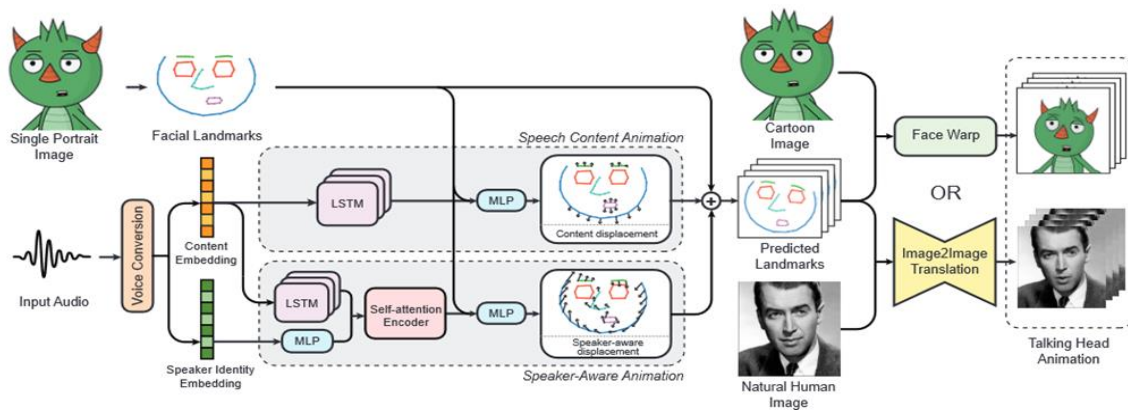 Single Portrait
Image
Facial Landmarks
Input Audio
Voice Conversion
Content
Embedding
Speaker Identity
Embedding
Speech Content Animation
LSTM
MLP
Content displacement
LSTM
MLP
Self-attention
Encoder
MLP
Speaker-aware
displacement
Speaker-Aware Animation
Cartoon
Image
Predicted
Landmarks
Natural Human
Image
Face Warp
OR
Image2Image
Translation
Talking Head
Animation